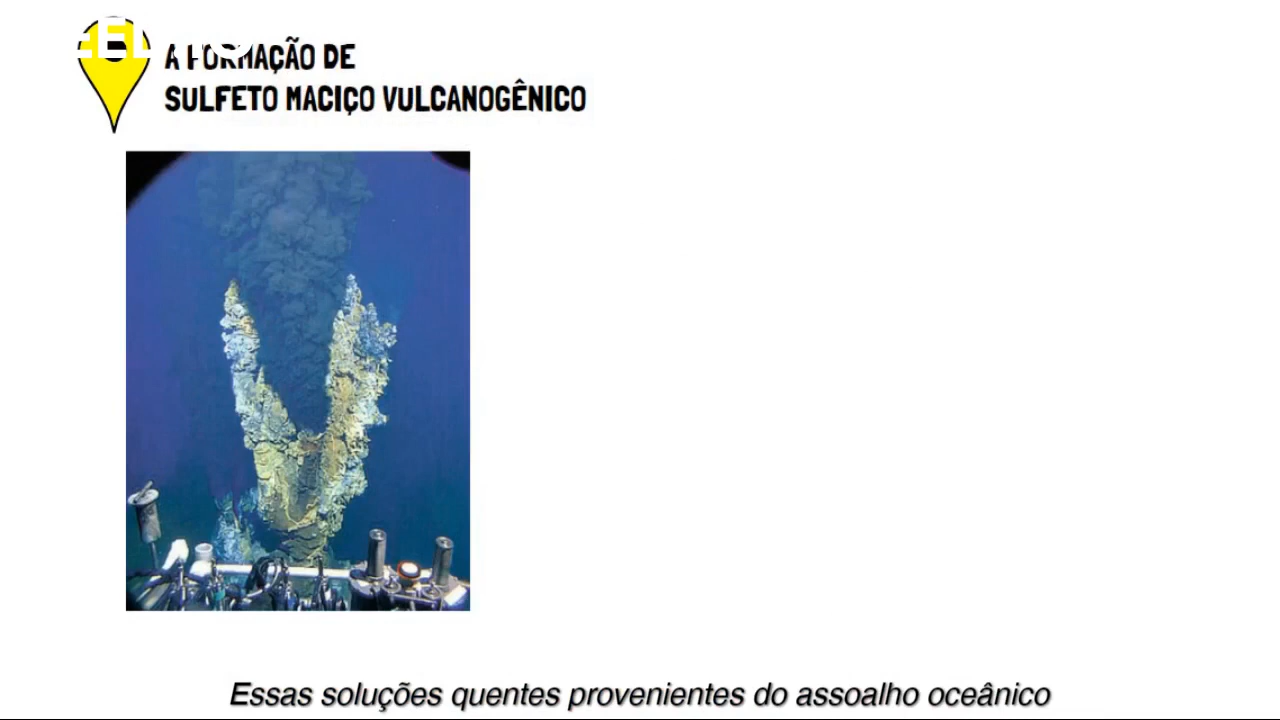 A FORMAÇÃO DE
SULFETO MACIÇO VULCANOGÊNICO
Essas soluções quentes provenientes do assoalho oceânico